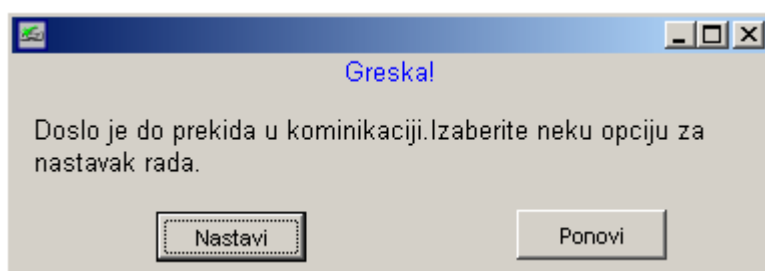 Greska!
Doslo je do prekida u kominikaciji.Izaberite neku opciju za
nastavak rada.
Nastavi
Ponovi